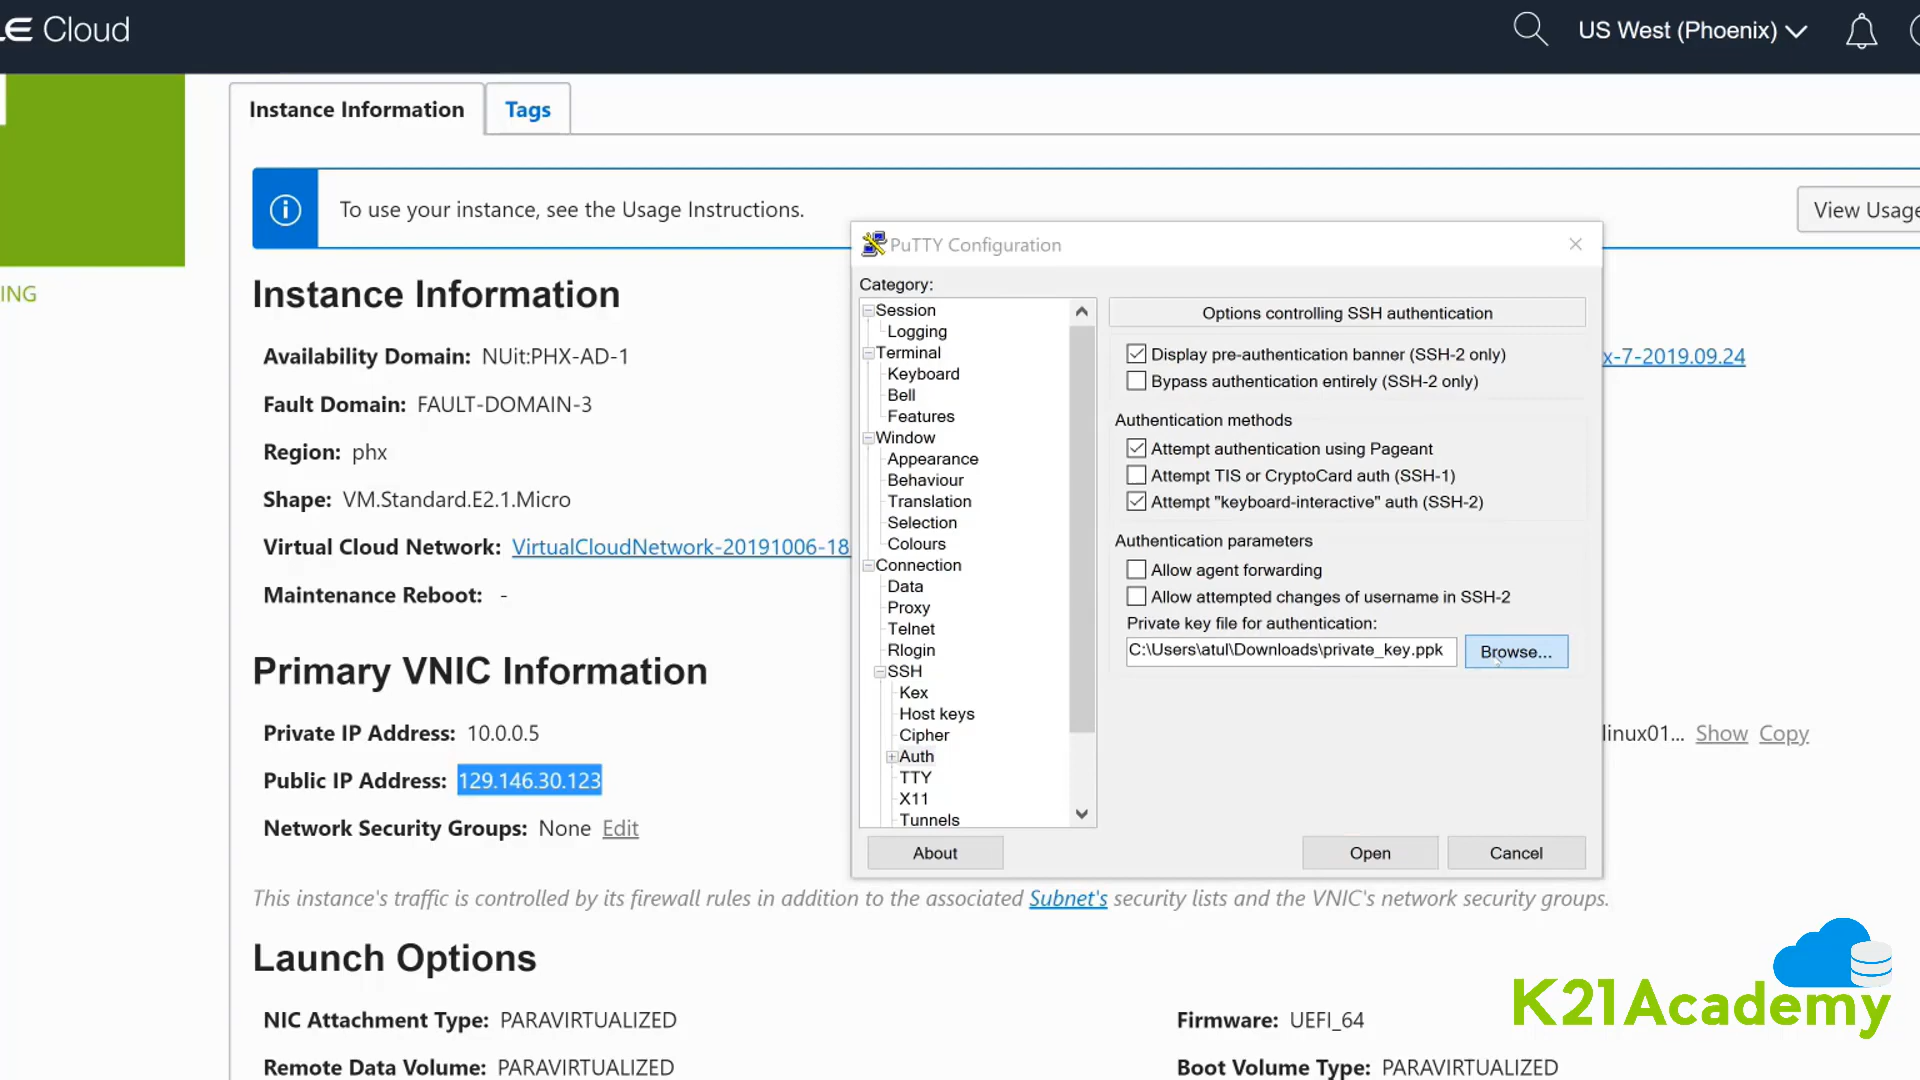 LE Cloud
US West (Phoenix)
Instance Information
Tags
To use your instance, see the Usage Instructions.
View Usage
ING
Instance Information
Availability Domain: NUit:PHX-AD-1
Fault Domain: FAULT-DOMAIN-3
Region: phx
Shape: VM.Standard.E2.1.Micro
Virtual Cloud Network: VirtualCloudNetwork-20191006-18
Maintenance Reboot: -
x-7-2019.09.24
Primary VNIC Information
Private IP Address: 10.0.0.5
Public IP Address: 129.146.30.123
Network Security Groups: None Edit
linux01... Show Copy
This instance's traffic is controlled by its firewall rules in addition to the associated Subnet's security lists and the VNIC's network security groups.
Launch Options
NIC Attachment Type: PARAVIRTUALIZED
Remote Data Volume: PARAVIRTUALIZED
Firmware: UEFI_64
Boot Volume Type: PARAVIRTUALIZED
PuTTY Configuration
Category:
Session
Logging
Terminal
Keyboard
Bell
Features
Window
Appearance
Behaviour
Translation
Selection
Colours
Connection
Data
Proxy
Telnet
Rlogin
SSH
Kex
Host keys
Cipher
Auth
TTY
X11
Tunnels
Options controlling SSH authentication
Display pre-authentication banner (SSH-2 only)
Bypass authentication entirely (SSH-2 only)
Authentication methods
Attempt authentication using Pageant
Attempt TIS or CryptoCard auth (SSH-1)
Attempt "keyboard-interactive" auth (SSH-2)
Authentication parameters
Allow agent forwarding
Allow attempted changes of username in SSH-2
Private key file for authentication:
C:\Users\atul\Downloads\private_key.ppk
Browse...
About
Open
Cancel
K21Academy